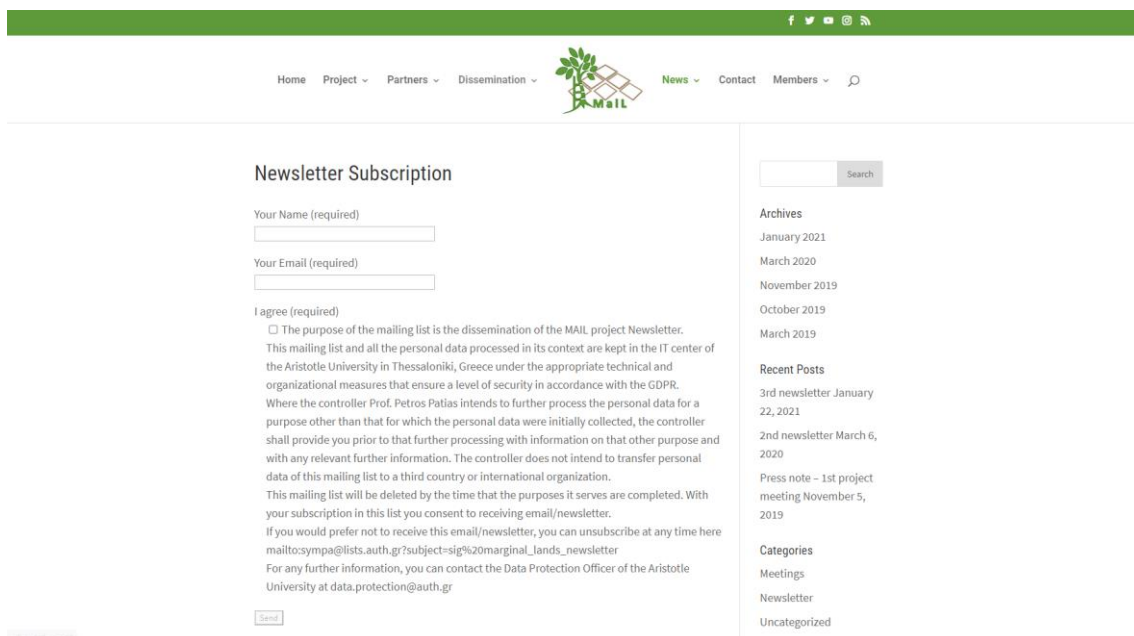 Home Project Partners Dissemination MaiL News Contact Members
Newsletter Subscription
Your Name (required)
Your Email (required)
I agree (required)
The purpose of the mailing list is the dissemination of the MAIL project Newsletter.
This mailing list and all the personal data processed in its context are kept in the IT center of
the Aristotle University in Thessaloniki, Greece under the appropriate technical and
organizational measures that ensure a level of security in accordance with the GDPR.
Where the controller Prof. Petros Patias intends to further process the personal data for a
purpose other than that for which the personal data were initially collected, the controller
shall provide you prior to that further processing with information on that other purpose and
with any relevant further information. The controller does not intend to transfer personal
data of this mailing list to a third country or international organization.
This mailing list will be deleted by the time that the purposes it serves are completed. With
your subscription in this list you consent to receiving email/newsletter.
If you would prefer not to receive this email/newsletter, you can unsubscribe at any time here
mailto:sympa@lists.auth.gr?subject=sig%20marginal_lands_newsletter
For any further information, you can contact the Data Protection Officer of the Aristotle
University at data.protection@auth.gr
Send
Search
Archives
January 2021
March 2020
November 2019
October 2019
March 2019
Recent Posts
3rd newsletter January
22, 2021
2nd newsletter March 6,
2020
Press note – 1st project
meeting November 5,
2019
Categories
Meetings
Newsletter
Uncategorized